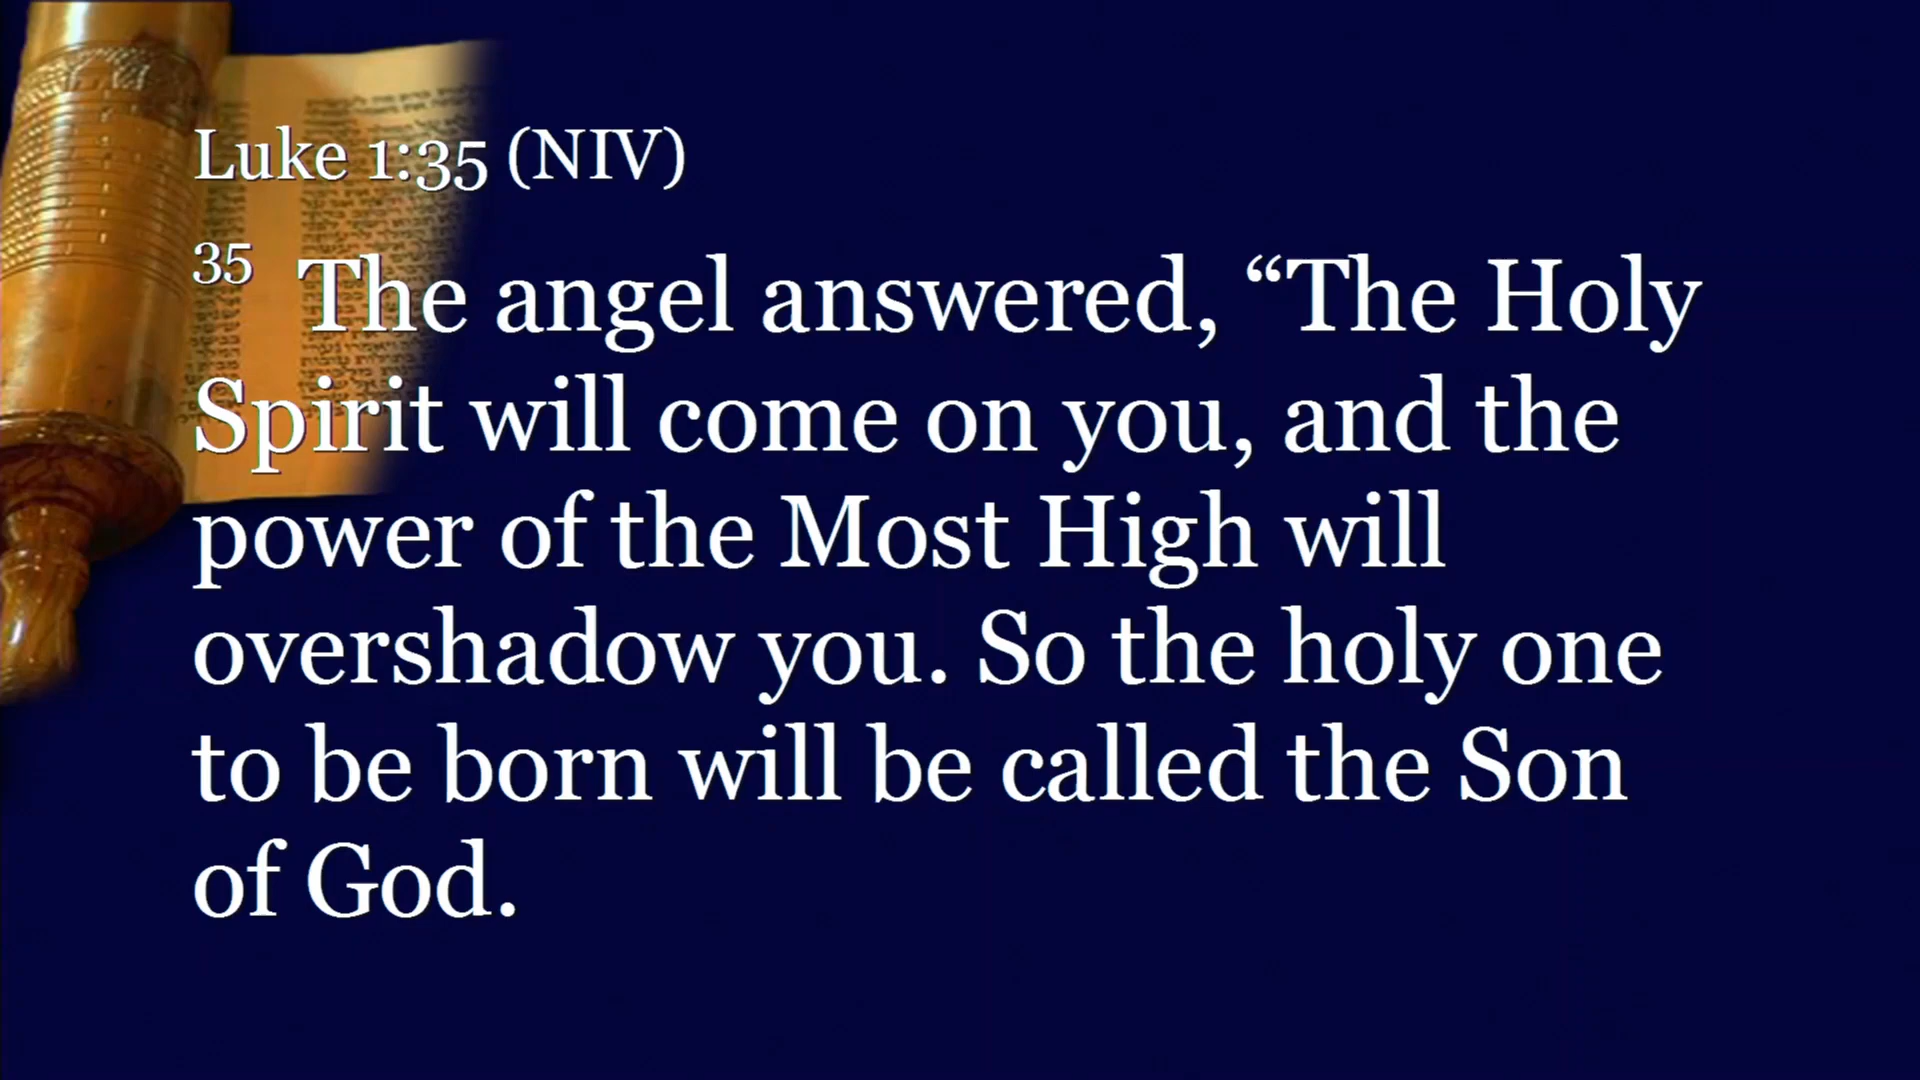 Luke 1:35 (NIV)
35 The angel answered, “The Holy
Spirit will come on you, and the
power of the Most High will
overshadow you. So the holy one
to be born will be called the Son
of God.